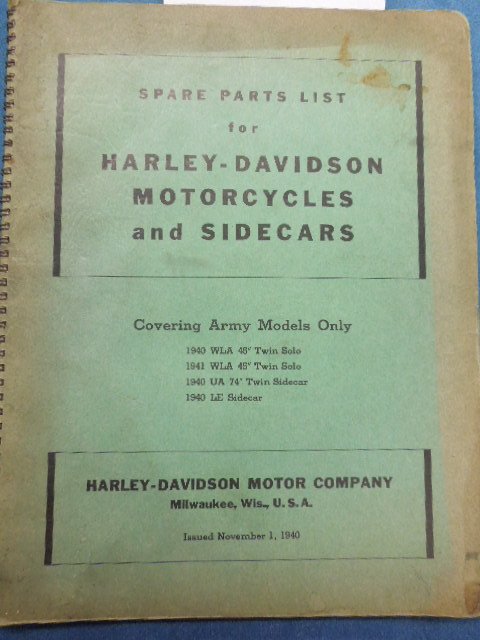 SPARE PARTS LIST
for
HARLEY-DAVIDSON
MOTORCYCLES
and SIDECARS
Covering Army Models Only
1940 WLA 45" Twin Solo
1941 WLA 45" Twin Solo
1940 UA 74" Twin Sidecar
1940 LE Sidecar
HARLEY-DAVIDSON MOTOR COMPANY
Milwaukee, Wis., U. S. A.
Issued November 1, 1940